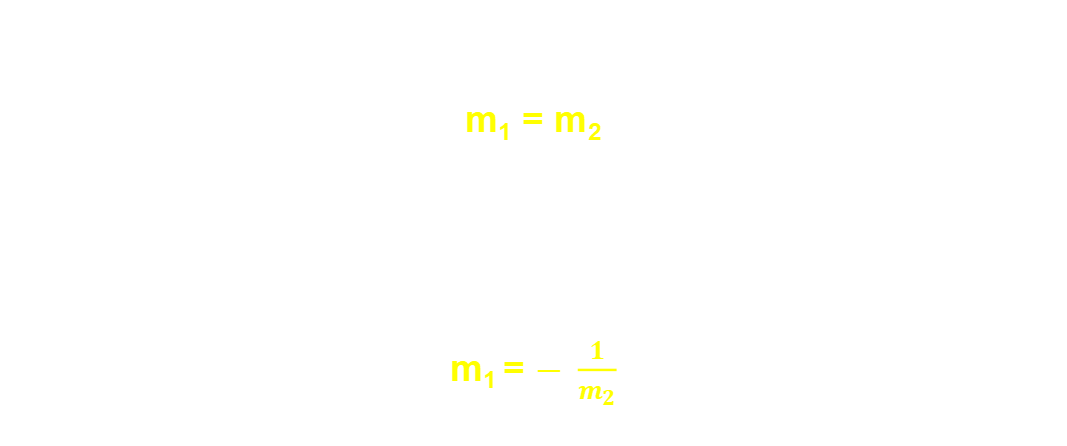 m₁ = m₂
m₁ = − 1/m₂